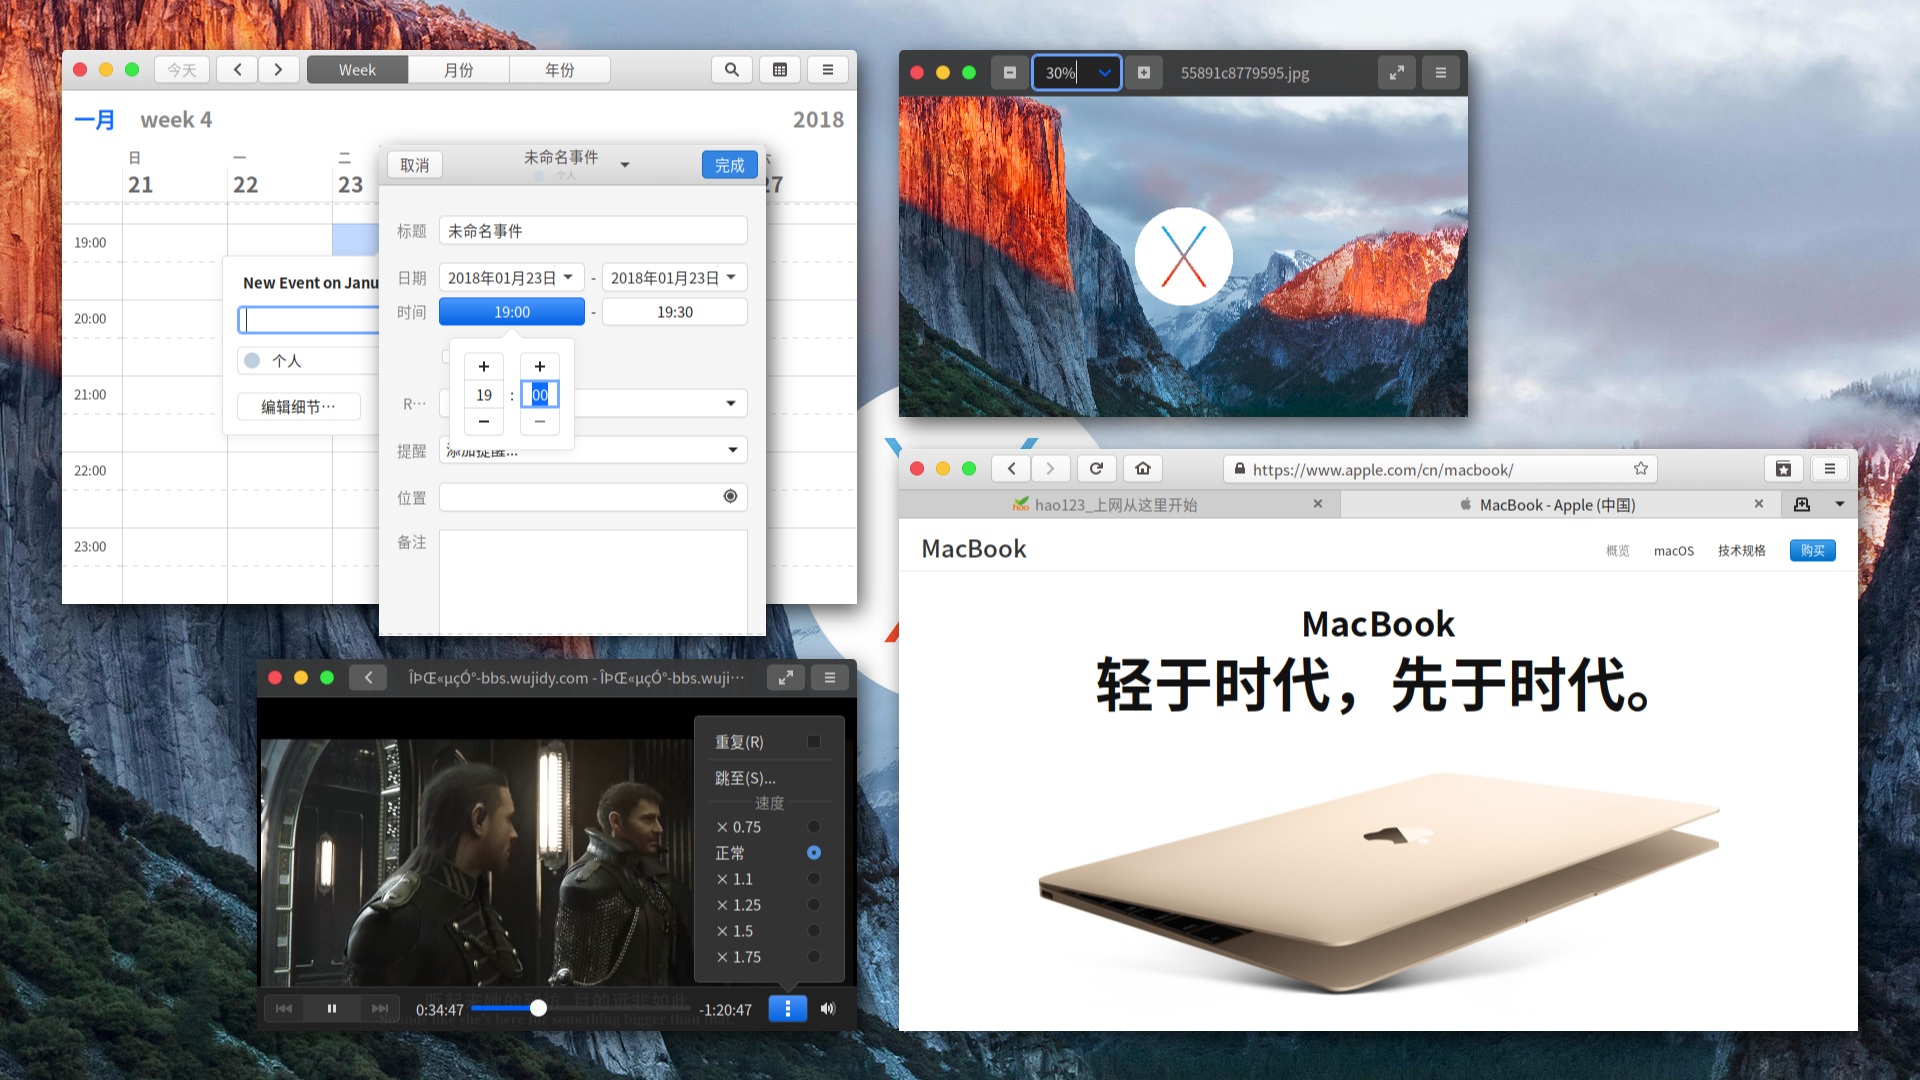 今天
Week
月份
年份
一月 week 4
2018
日
21
一
22
二
23
27
19:00
20:00
21:00
22:00
23:00
New Event on Janu
个人
编辑细节…
取消
未命名事件
个人
完成
标题
未命名事件
日期
2018年01月23日 - 2018年01月23日
时间
19:00 - 19:30
+ +
19 : 00
− −
R…
提醒
添加提醒...
位置
备注
30%
55891c8779595.jpg
https://www.apple.com/cn/macbook/
hao123_上网从这里开始
MacBook - Apple (中国)
MacBook
概览
macOS
技术规格
购买
MacBook
轻于时代，先于时代。
ÎÞŒ«µçÓ°-bbs.wujidy.com - ÎÞŒ«µçÓ°-bbs.wuji…
重复(R)
跳至(S)...
速度
× 0.75
正常
× 1.1
× 1.25
× 1.5
× 1.75
0:34:47
-1:20:47
Sounds like she's here for something bigger than that.